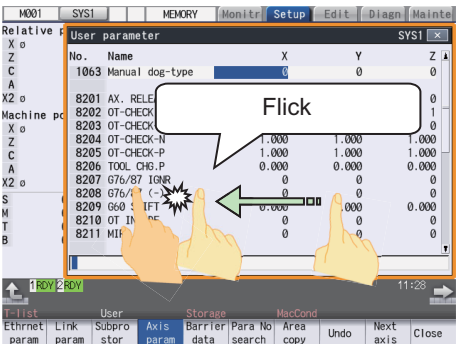 M001 SYS1 MEMORY Monitr Setup Edit Diagn Mainte
Relative
User parameter SYS1 ×
X 0
Z
C
A
X2 0
No. Name X Y Z
1063 Manual dog-type 0 0 0
8201 AX. 0
8202 OT-CHECK 1
8203 OT-CHECK 0
8204 OT-CHECK-N 1.000 1.000 1.000
8205 OT-CHECK-P 1.000 1.000 1.000
8206 TOOL CHG.P 0.000 0.000 0.000
8207 G76/87 IGNR 0 0 0
8208 G76/ (-) 0 0
8209 G60 0.000 0.000
8210 OT 0 0 0
8211 0 0 0
Flick
Machine
X 0
Z
C
A
X2 0
S
M
T
B
1 RDY 2 RDY 11:28
T-list User Storage MacCond
Ethrnet param
Link param
Subpro stor
Axis param
Barrier data
Para No search
Area copy
Undo
Next axis
Close